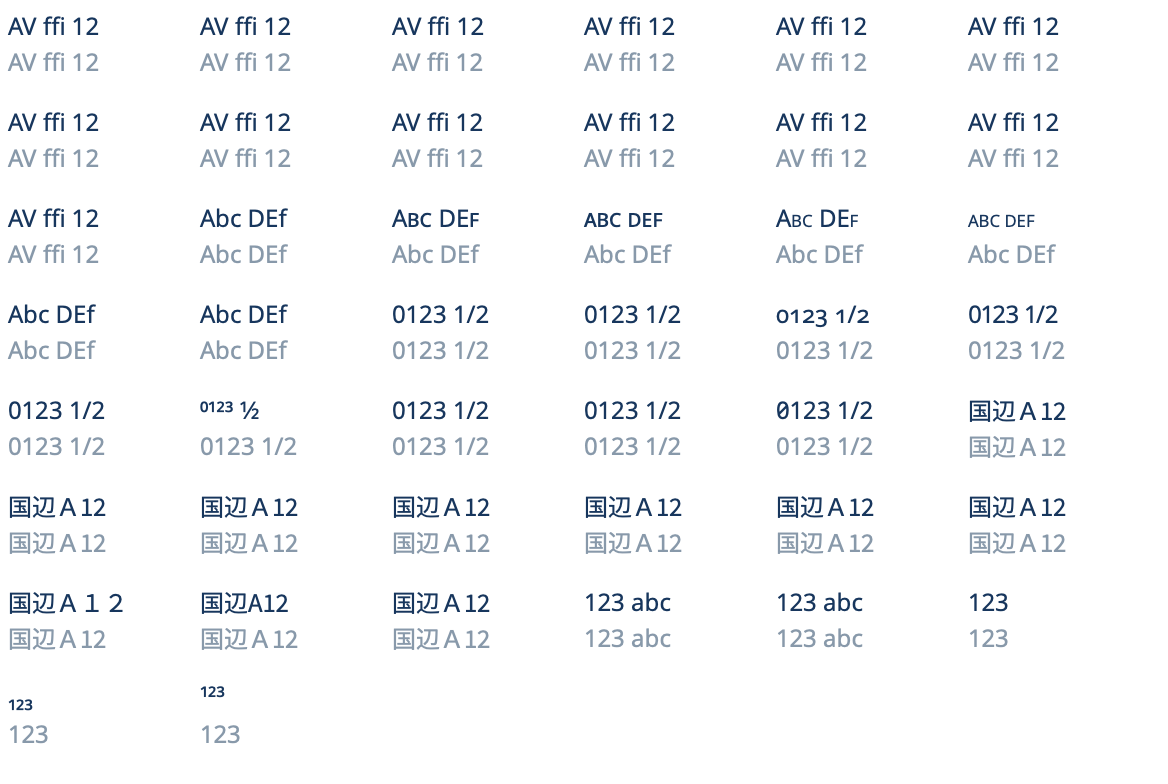 AV ffi 12 AV ffi 12 AV ffi 12 AV ffi 12 AV ffi 12 AV ffi 12
AV ffi 12 AV ffi 12 AV ffi 12 AV ffi 12 AV ffi 12 AV ffi 12
AV ffi 12 AV ffi 12 AV ffi 12 AV ffi 12 AV ffi 12 AV ffi 12
AV ffi 12 AV ffi 12 AV ffi 12 AV ffi 12 AV ffi 12 AV ffi 12
AV ffi 12 Abc DEf ABC DEF ABC DEF ABC DEF ABC DEF
AV ffi 12 Abc DEf Abc DEf Abc DEf Abc DEf Abc DEf
Abc DEf Abc DEf 0123 1/2 0123 1/2 0123 1/2 0123 1/2
Abc DEf Abc DEf 0123 1/2 0123 1/2 0123 1/2 0123 1/2
0123 1/2 ⁰¹²³ ½ 0123 1/2 0123 1/2 0123 1/2 国辺Ａ12
0123 1/2 0123 1/2 0123 1/2 0123 1/2 0123 1/2 国辺Ａ12
国辺Ａ12 国辺Ａ12 国辺Ａ12 国辺Ａ12 国辺Ａ12 国辺Ａ12
国辺Ａ12 国辺Ａ12 国辺Ａ12 国辺Ａ12 国辺Ａ12 国辺Ａ12
国辺Ａ１２ 国辺A12 国辺Ａ12 123 abc 123 abc 123
国辺Ａ12 国辺Ａ12 国辺Ａ12 123 abc 123 abc 123
₁₂₃ ¹²³
123 123